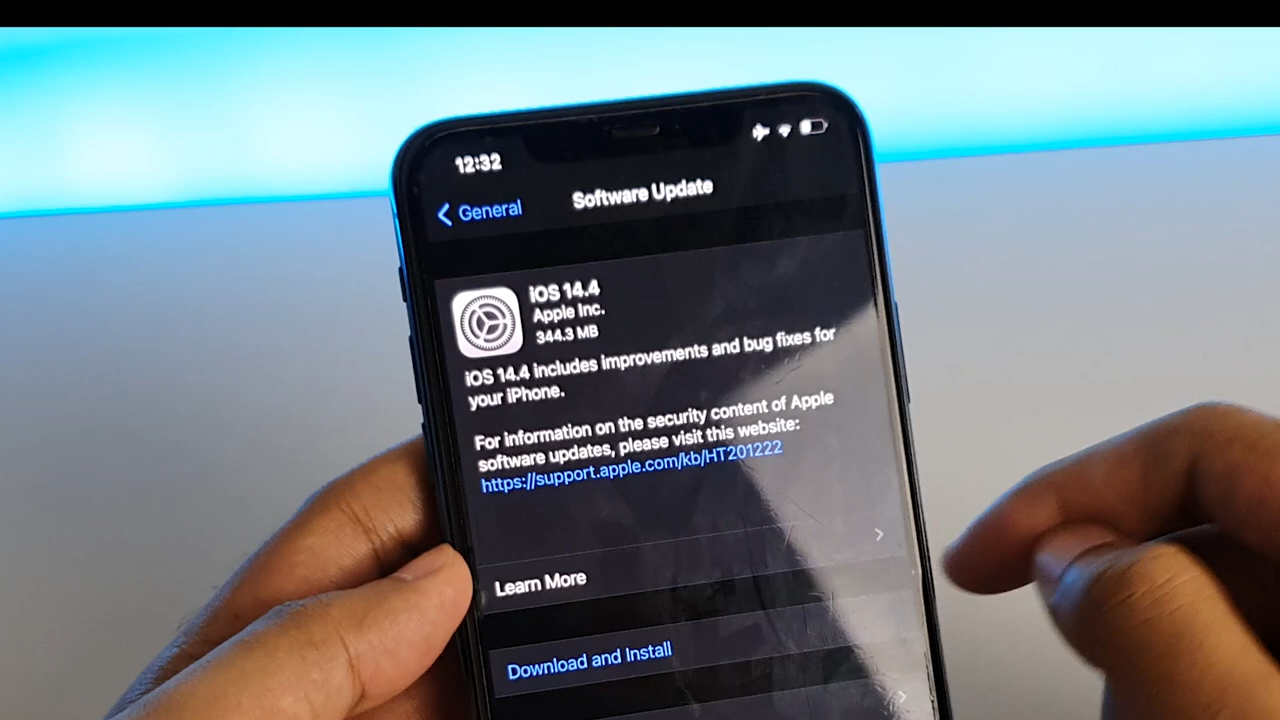 12:32
General
Software Update
iOS 14.4
Apple Inc.
344.3 MB
iOS 14.4 includes improvements and bug fixes for
your iPhone.
For information on the security content of Apple
software updates, please visit this website:
https://support.apple.com/kb/HT201222
Learn More
Download and Install